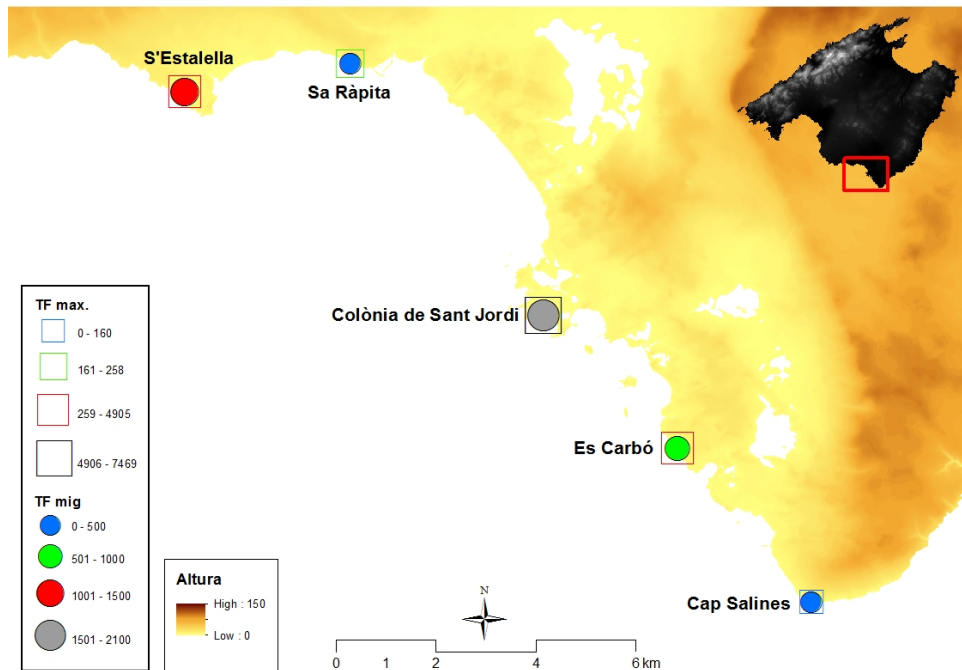 S'Estalella
Sa Ràpita
Colònia de Sant Jordi
Es Carbó
Cap Salines
TF max.
0 - 160
161 - 258
259 - 4905
4906 - 7469
TF mig
0 - 500
501 - 1000
1001 - 1500
1501 - 2100
Altura
High : 150
Low : 0
N
0 1 2 4 6 km